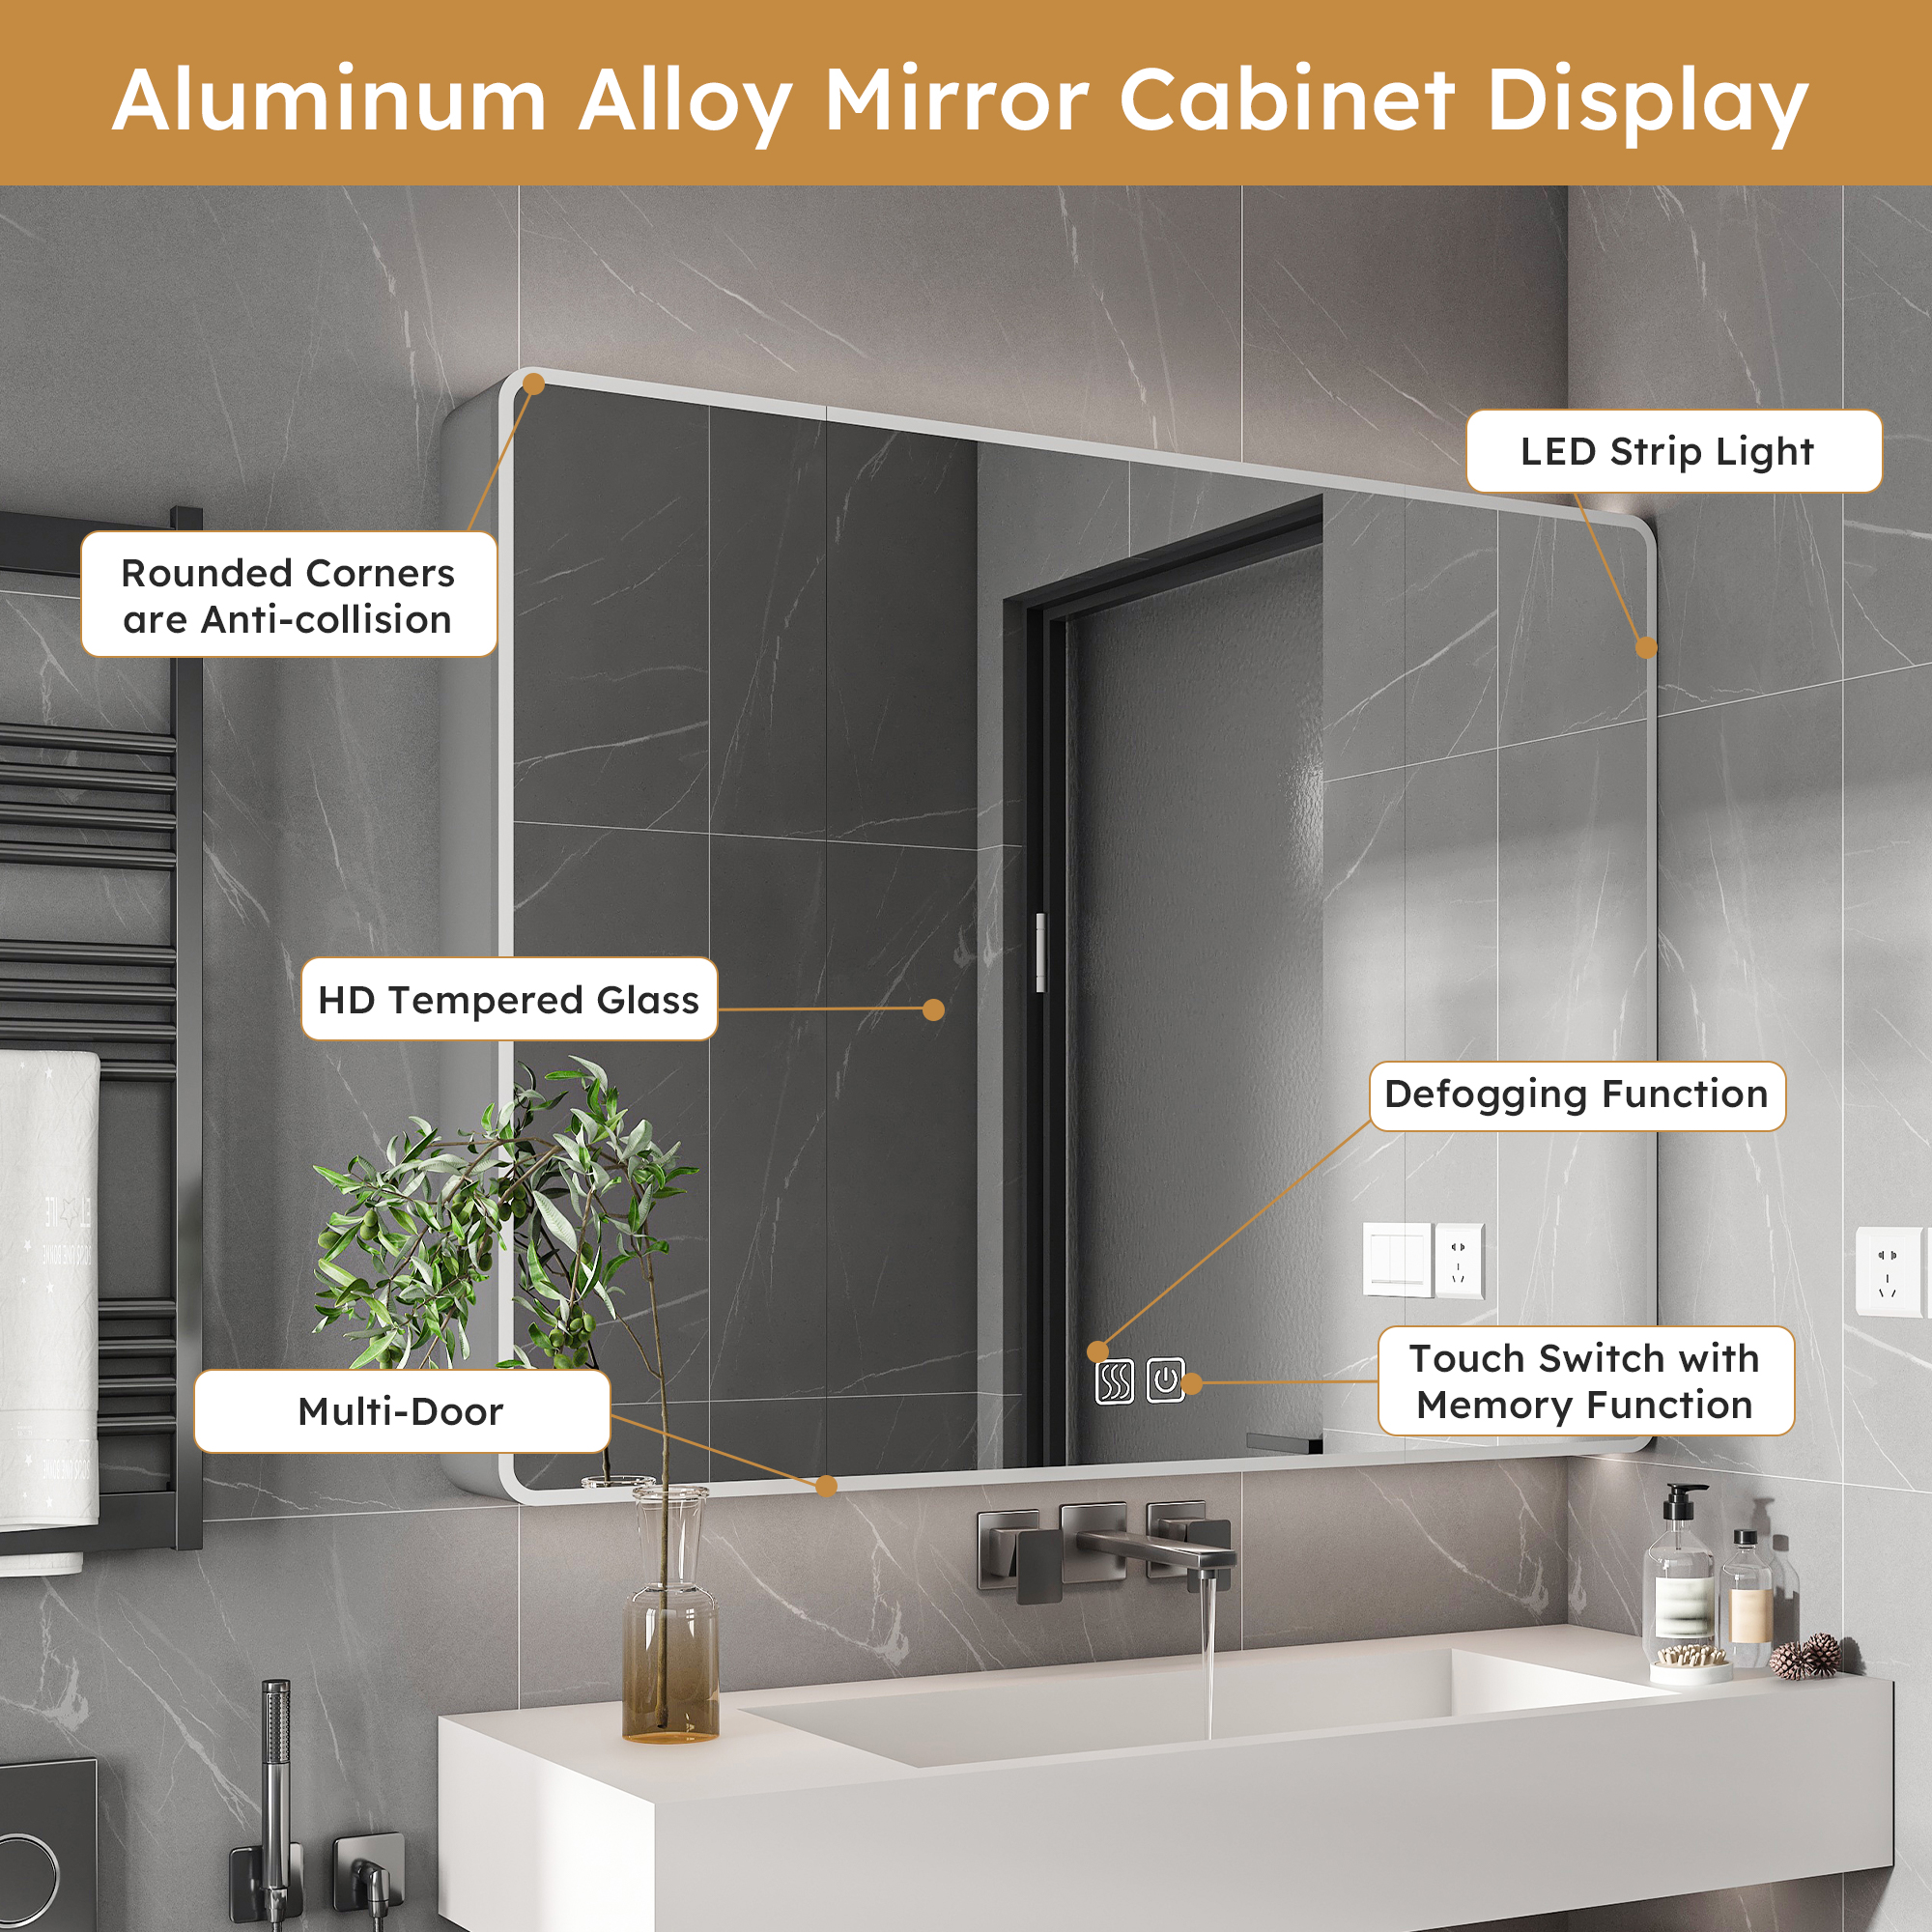 Aluminum Alloy Mirror Cabinet Display
LED Strip Light
Rounded Corners
are Anti-collision
HD Tempered Glass
Defogging Function
Touch Switch with
Memory Function
Multi-Door